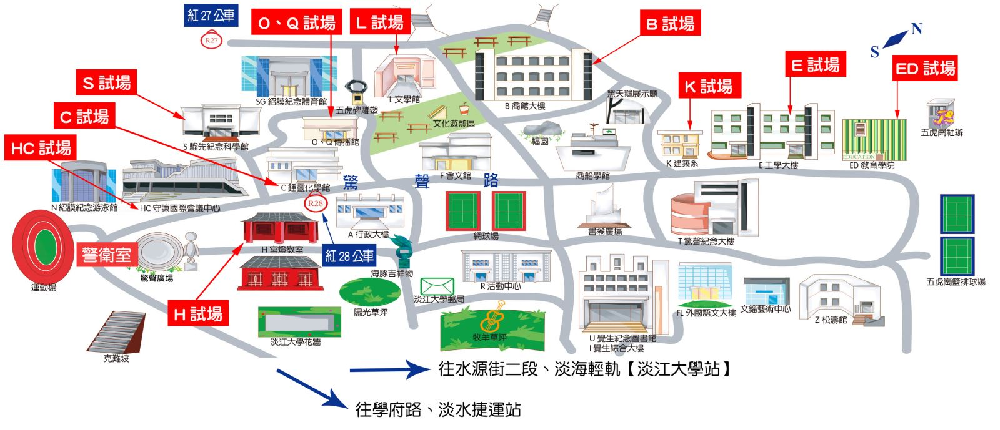 紅 27 公車
R27
O、Q 試場
L 試場
B 試場
N
S
E 試場
ED 試場
S 試場
K 試場
C 試場
HC 試場
SG 紹謨紀念體育館
五虎碑雕塑
L 文學館
B 商館大樓
黑天鵝展示廳
文化遊憩區
五虎崗社辦
S 騮先紀念科學館
O、Q 傳播館
福園
K 建築系
E 工學大樓
EDUCATION
ED 教育學院
N 紹謨紀念游泳館
HC 守謙國際會議中心
C 鍾靈化學館
F 會文館
商船學館
驚 聲 路
R28
A 行政大樓
網球場
書卷廣場
T 驚聲紀念大樓
警衛室
H 宮燈教室
紅 28 公車
海豚吉祥物
運動場
驚聲廣場
R 活動中心
五虎崗籃排球場
淡江大學郵局
H 試場
陽光草坪
FL 外國語文大樓
文錙藝術中心
Z 松濤館
克難坡
淡江大學花牆
牧羊草坪
U 覺生紀念圖書館
I 覺生綜合大樓
往水源街二段、淡海輕軌【淡江大學站】
往學府路、淡水捷運站